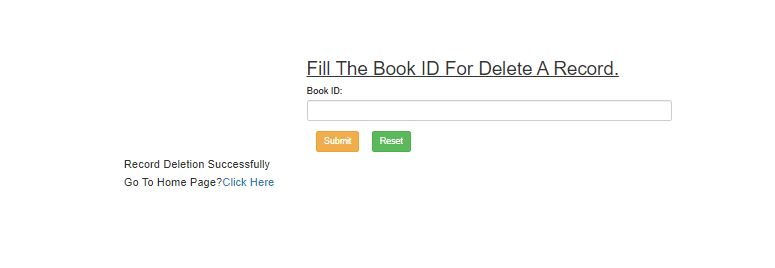 Fill The Book ID For Delete A Record.
Book ID:
Submit Reset
Record Deletion Successfully
Go To Home Page?Click Here